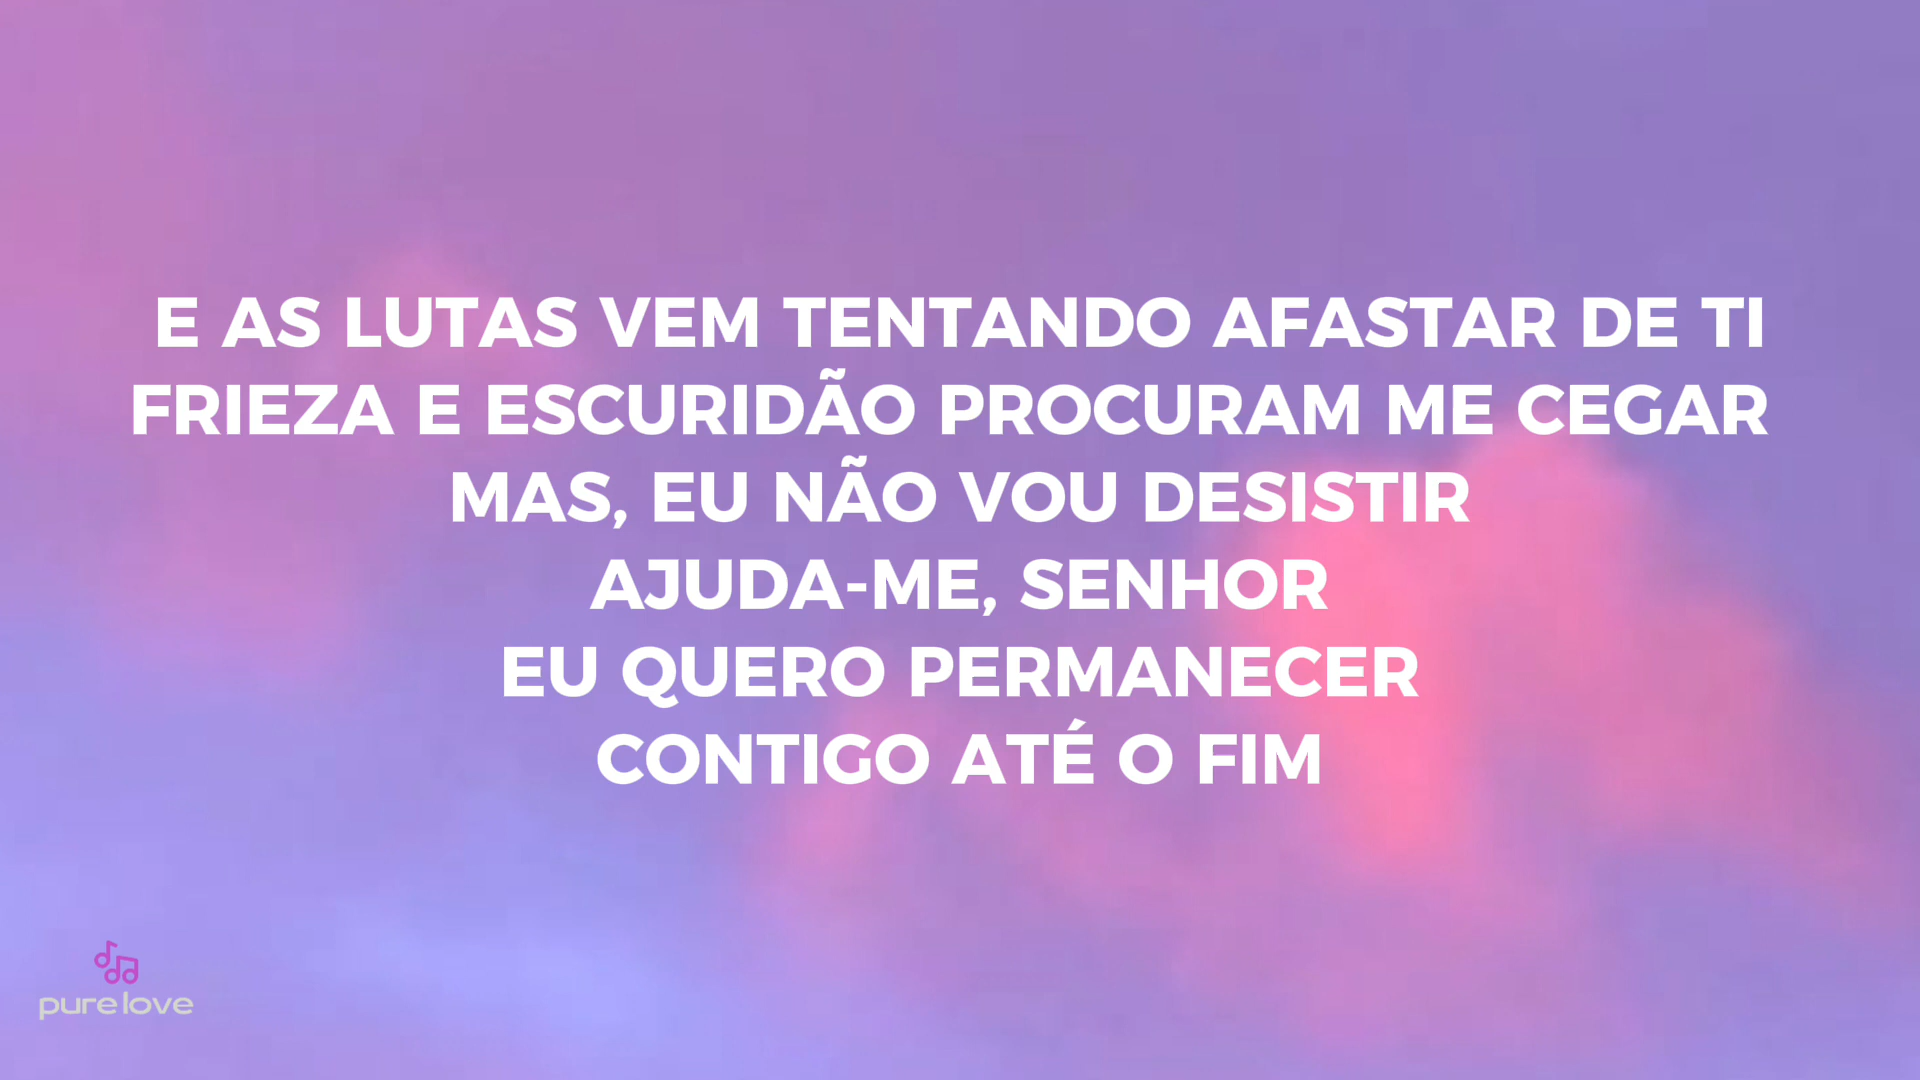 E AS LUTAS VEM TENTANDO AFASTAR DE TI
FRIEZA E ESCURIDÃO PROCURAM ME CEGAR
MAS, EU NÃO VOU DESISTIR
AJUDA-ME, SENHOR
EU QUERO PERMANECER
CONTIGO ATÉ O FIM
pure love